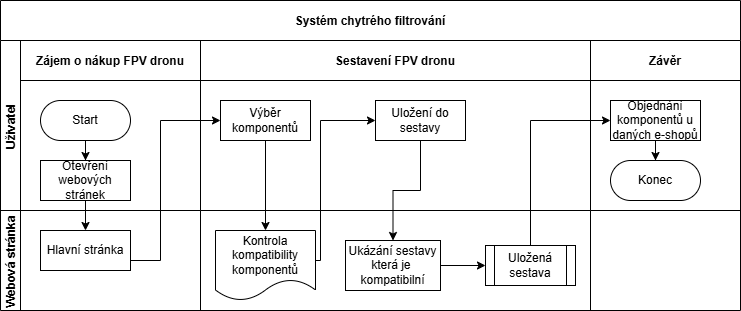 Systém chytrého filtrování
Zájem o nákup FPV dronu
Sestavení FPV dronu
Závěr
Uživatel
Start
Otevření
webových
stránek
Výběr
komponentů
Uložení do
sestavy
Objednání
komponentů u
daných e-shopů
Konec
Webová stránka
Hlavní stránka
Kontrola
kompatibility
komponentů
Ukázání sestavy
která je
kompatibilní
Uložená
sestava